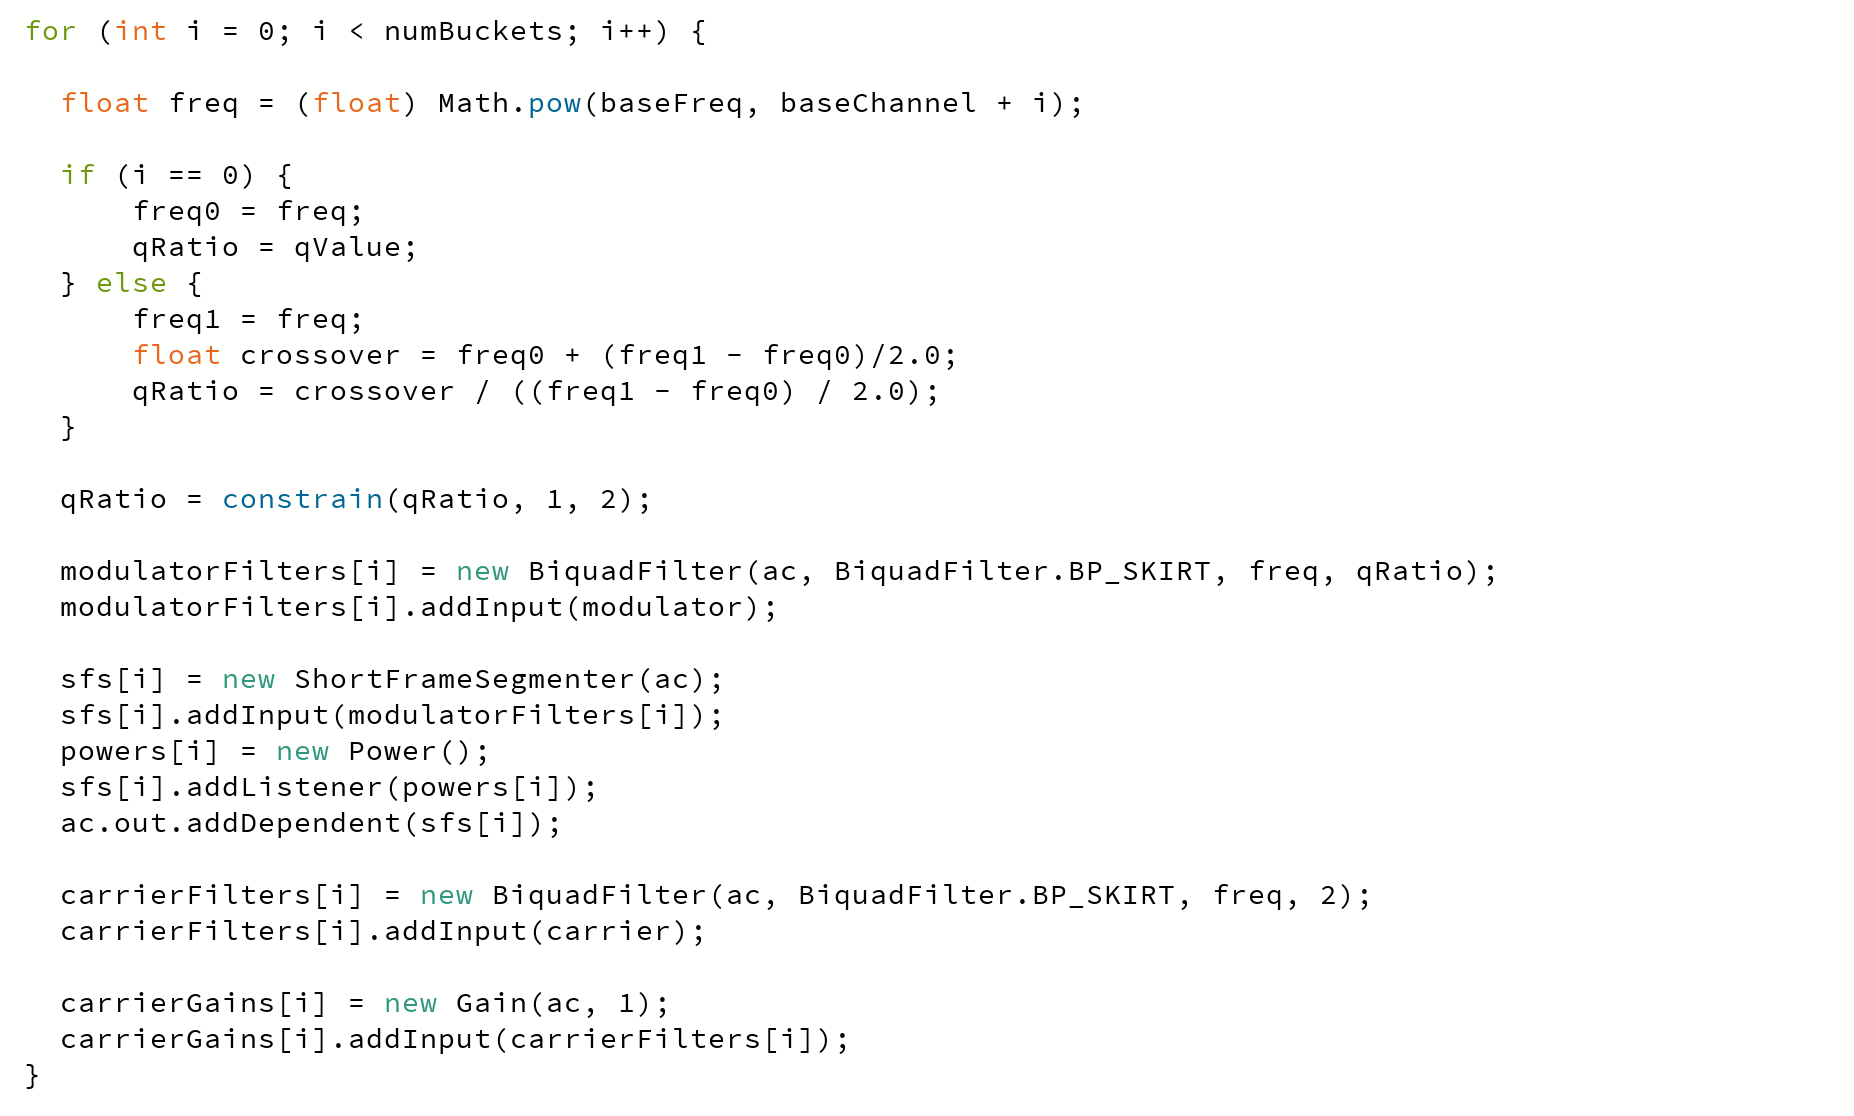 for (int i = 0; i < numBuckets; i++) {

  float freq = (float) Math.pow(baseFreq, baseChannel + i);

  if (i == 0) {
      freq0 = freq;
      qRatio = qValue;
  } else {
      freq1 = freq;
      float crossover = freq0 + (freq1 - freq0)/2.0;
      qRatio = crossover / ((freq1 - freq0) / 2.0);
  }

  qRatio = constrain(qRatio, 1, 2);

  modulatorFilters[i] = new BiquadFilter(ac, BiquadFilter.BP_SKIRT, freq, qRatio);
  modulatorFilters[i].addInput(modulator);

  sfs[i] = new ShortFrameSegmenter(ac);
  sfs[i].addInput(modulatorFilters[i]);
  powers[i] = new Power();
  sfs[i].addListener(powers[i]);
  ac.out.addDependent(sfs[i]);

  carrierFilters[i] = new BiquadFilter(ac, BiquadFilter.BP_SKIRT, freq, 2);
  carrierFilters[i].addInput(carrier);

  carrierGains[i] = new Gain(ac, 1);
  carrierGains[i].addInput(carrierFilters[i]);
}